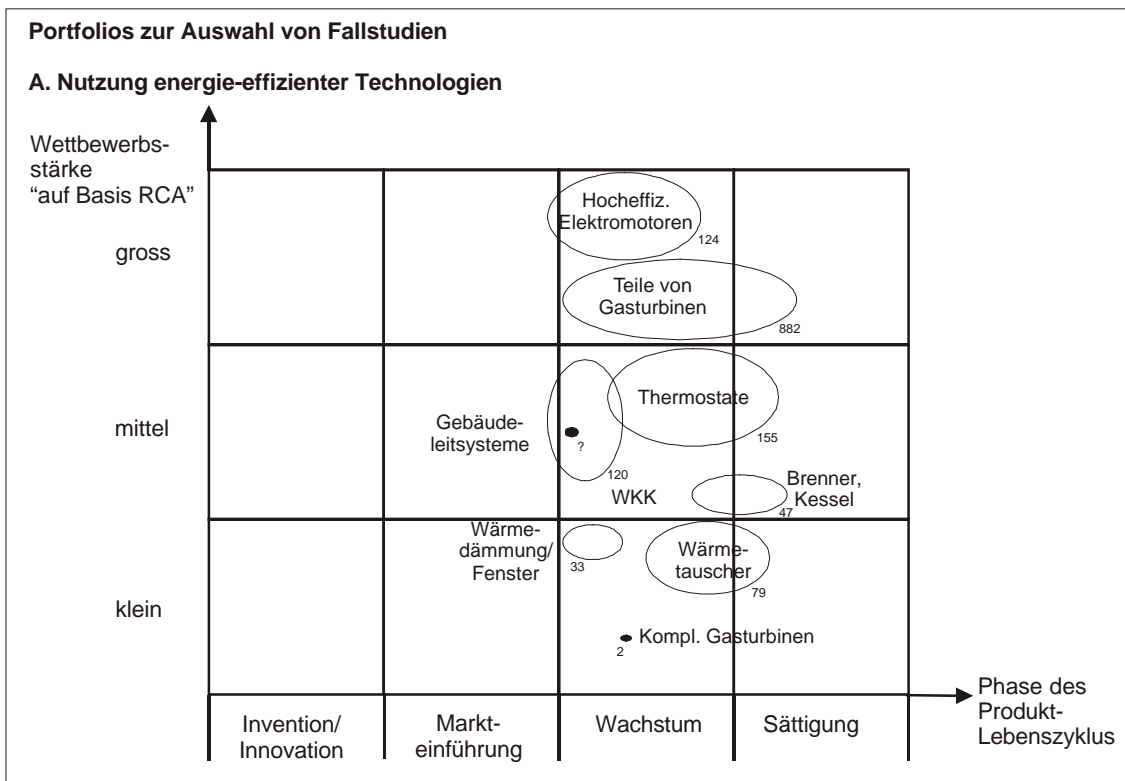 Portfolios zur Auswahl von Fallstudien
A. Nutzung energie-effizienter Technologien
Wettbewerbs-
stärke
“auf Basis RCA”
gross
Hocheffiz.
Elektromotoren
124
Teile von
Gasturbinen
882
mittel
Gebäude-
leitsysteme
?
120
Thermostate
155
WKK
Brenner,
Kessel
47
klein
Wärme-
dämmung/
Fenster
33
Wärme-
tauscher
79
2
Kompl. Gasturbinen
Invention/
Innovation
Markt-
einführung
Wachstum
Sättigung
Phase des
Produkt-
Lebenszyklus